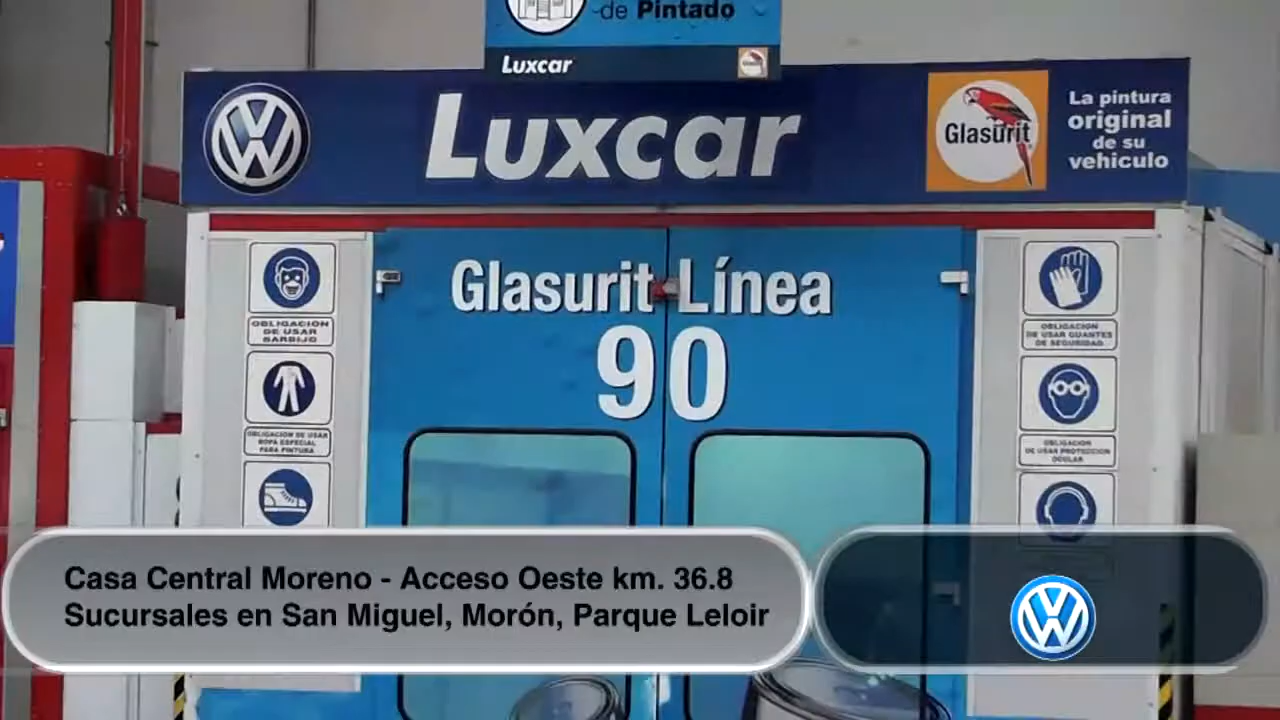 de Pintado
Luxcar
Glasurit
Luxcar
Glasurit
La pintura
original
de su
vehiculo
Glasurit Línea
90
OBLIGACION
DE USAR
BARBIJO
OBLIGACION DE USAR
ROPA ESPECIAL
PARA PINTURA
OBLIGACION
DE USAR GUANTES
DE SEGURIDAD
OBLIGACION
DE USAR PROTECCION
OCULAR
Casa Central Moreno - Acceso Oeste km. 36.8
Sucursales en San Miguel, Morón, Parque Leloir